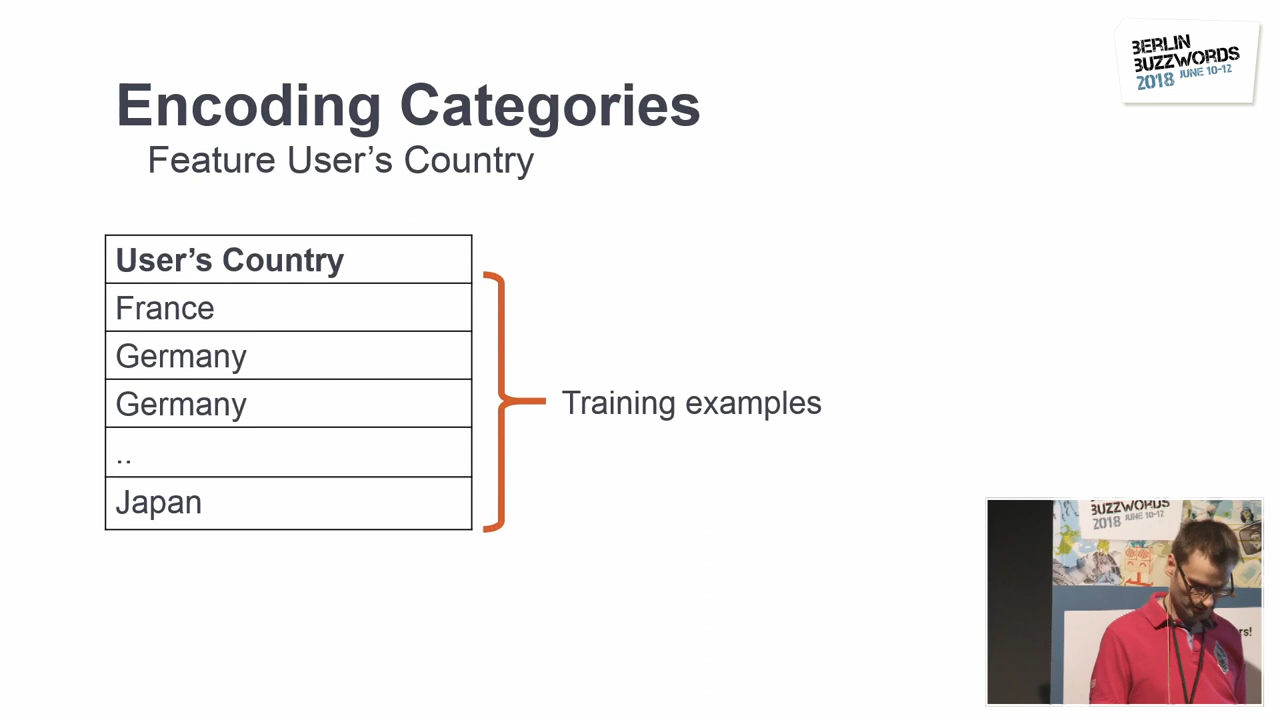 BERLIN
BUZZWORDS
2018 JUNE 10-12
Encoding Categories
Feature User's Country
User's Country
France
Germany
Germany
..
Japan
Training examples
BUZZWORDS
2018 JUNE 10-12
rs!